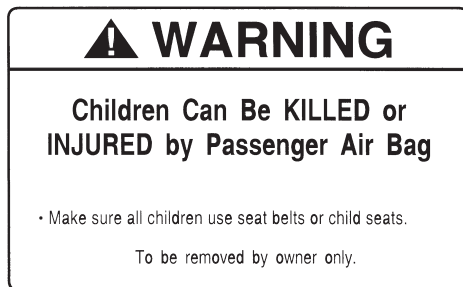 ⚠ WARNING
Children Can Be KILLED or
INJURED by Passenger Air Bag
• Make sure all children use seat belts or child seats.
To be removed by owner only.